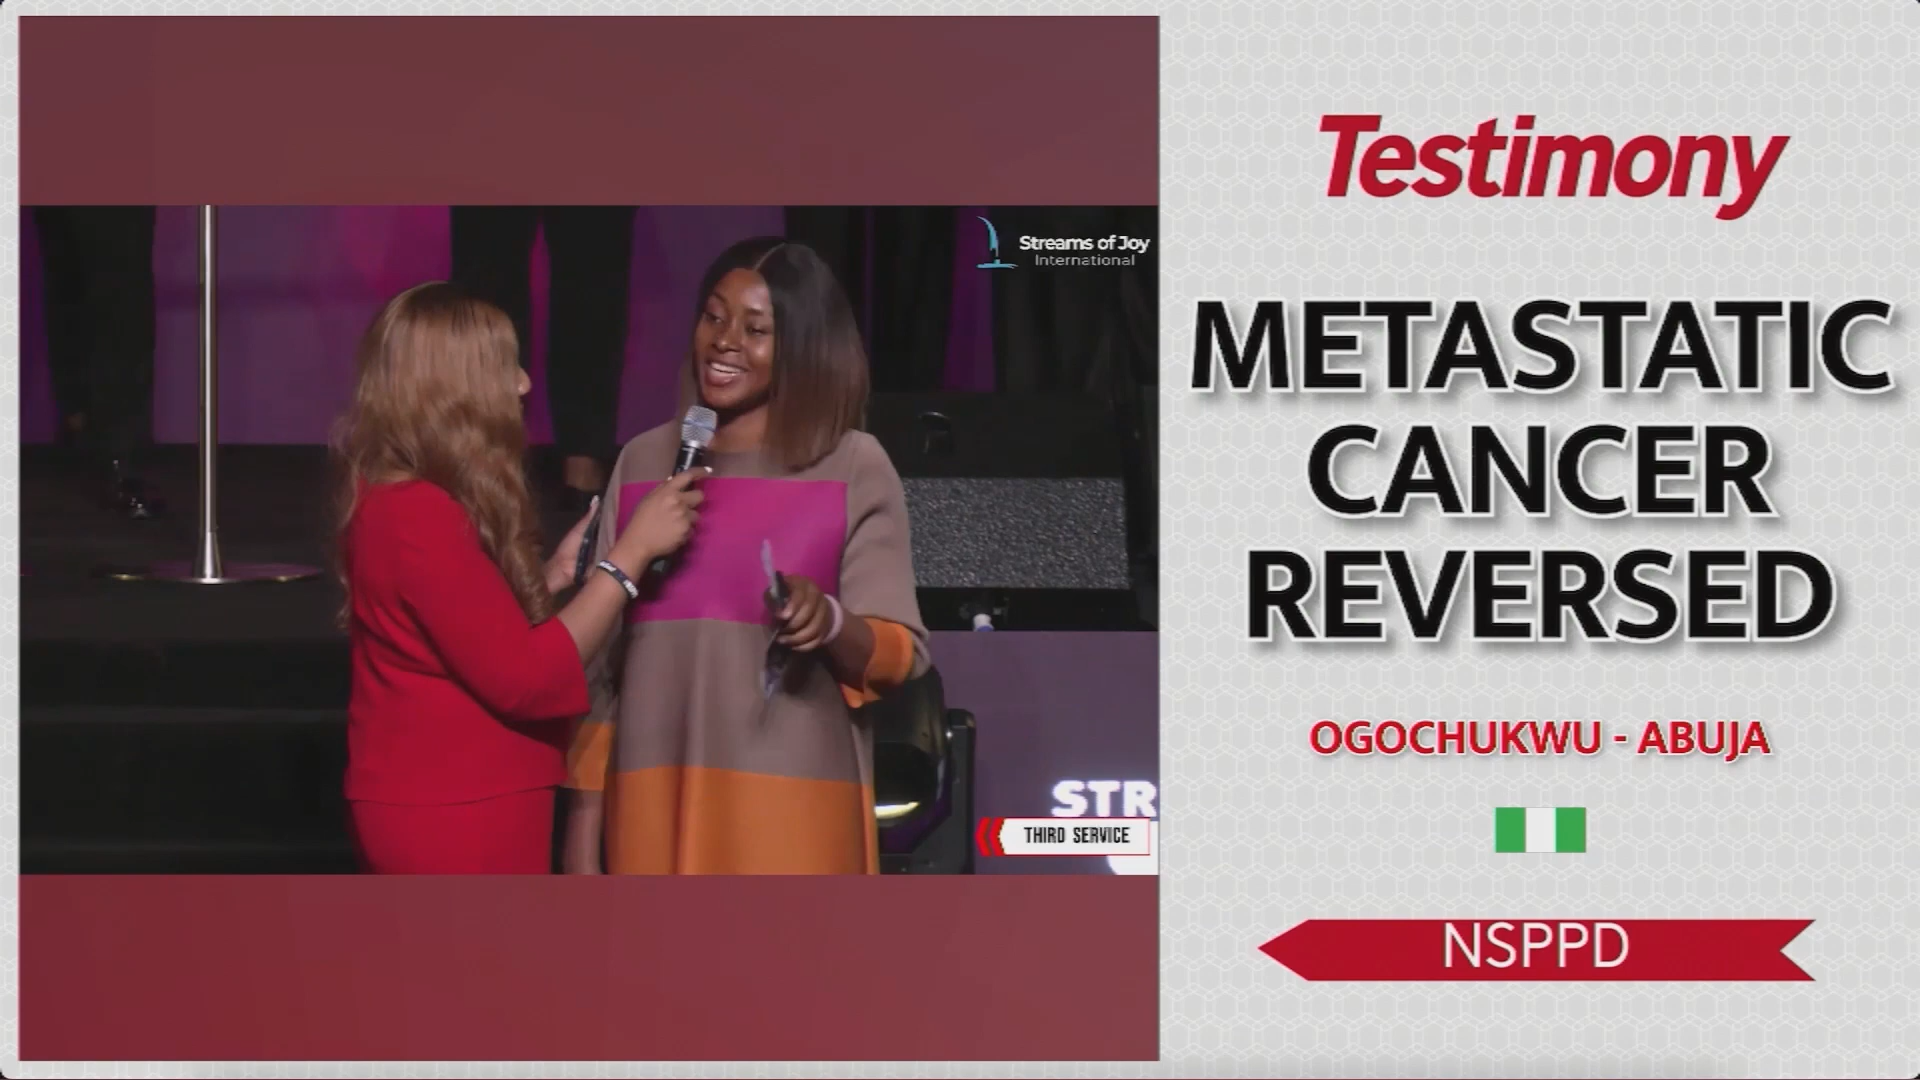 Streams of Joy
International
STR
THIRD SERVICE
Testimony
METASTATIC
CANCER
REVERSED
OGOCHUKWU - ABUJA
NSPPD